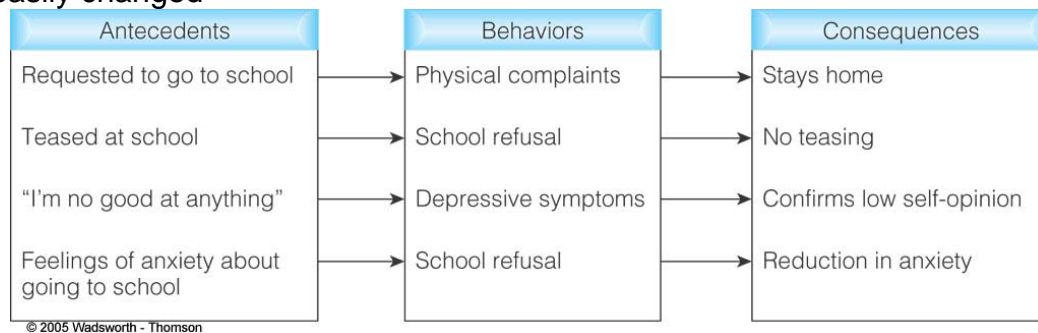 easily changed
Antecedents Behaviors Consequences
Requested to go to school Physical complaints Stays home
Teased at school School refusal No teasing
“I’m no good at anything” Depressive symptoms Confirms low self-opinion
Feelings of anxiety about School refusal Reduction in anxiety
going to school
© 2005 Wadsworth - Thomson